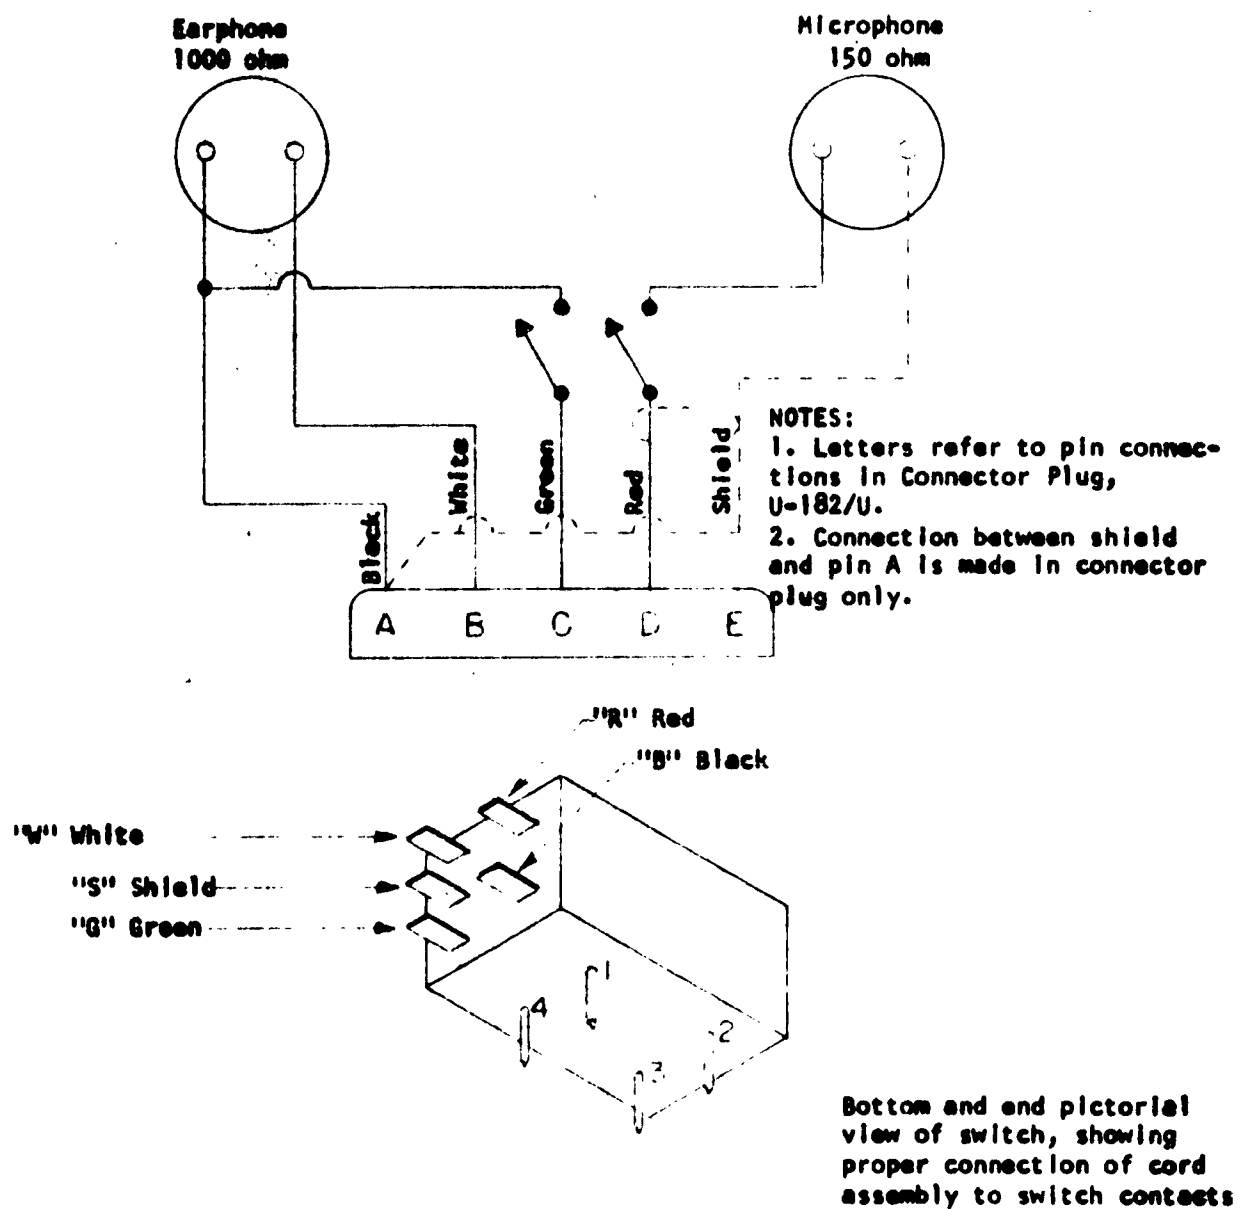 Earphone
1000 ohm
Microphone
150 ohm
White
Green
Red
Shield
Black
NOTES:
1. Letters refer to pin connec-
tions in Connector Plug,
U-182/U.
2. Connection between shield
and pin A is made in connector
plug only.
A B C D E
"R" Red
"B" Black
"W" White
"S" Shield
"G" Green
1
4
2
3
Bottom and end pictorial
view of switch, showing
proper connection of cord
assembly to switch contacts